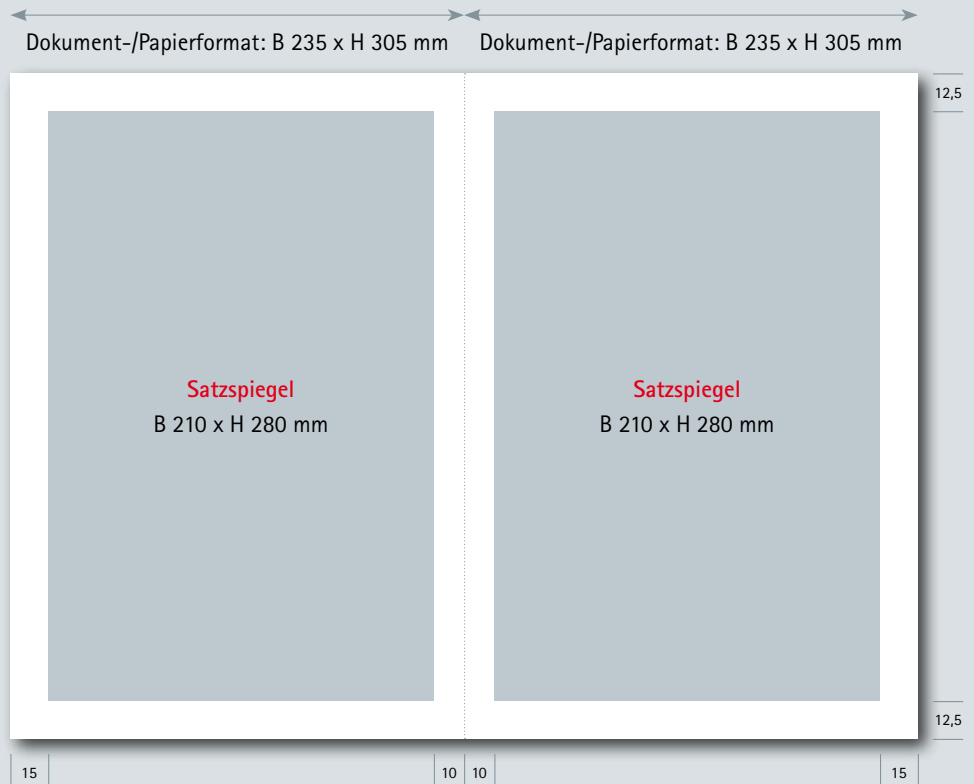 Dokument-/Papierformat: B 235 x H 305 mm
Dokument-/Papierformat: B 235 x H 305 mm
12,5
Satzspiegel
B 210 x H 280 mm
Satzspiegel
B 210 x H 280 mm
12,5
15
10
10
15